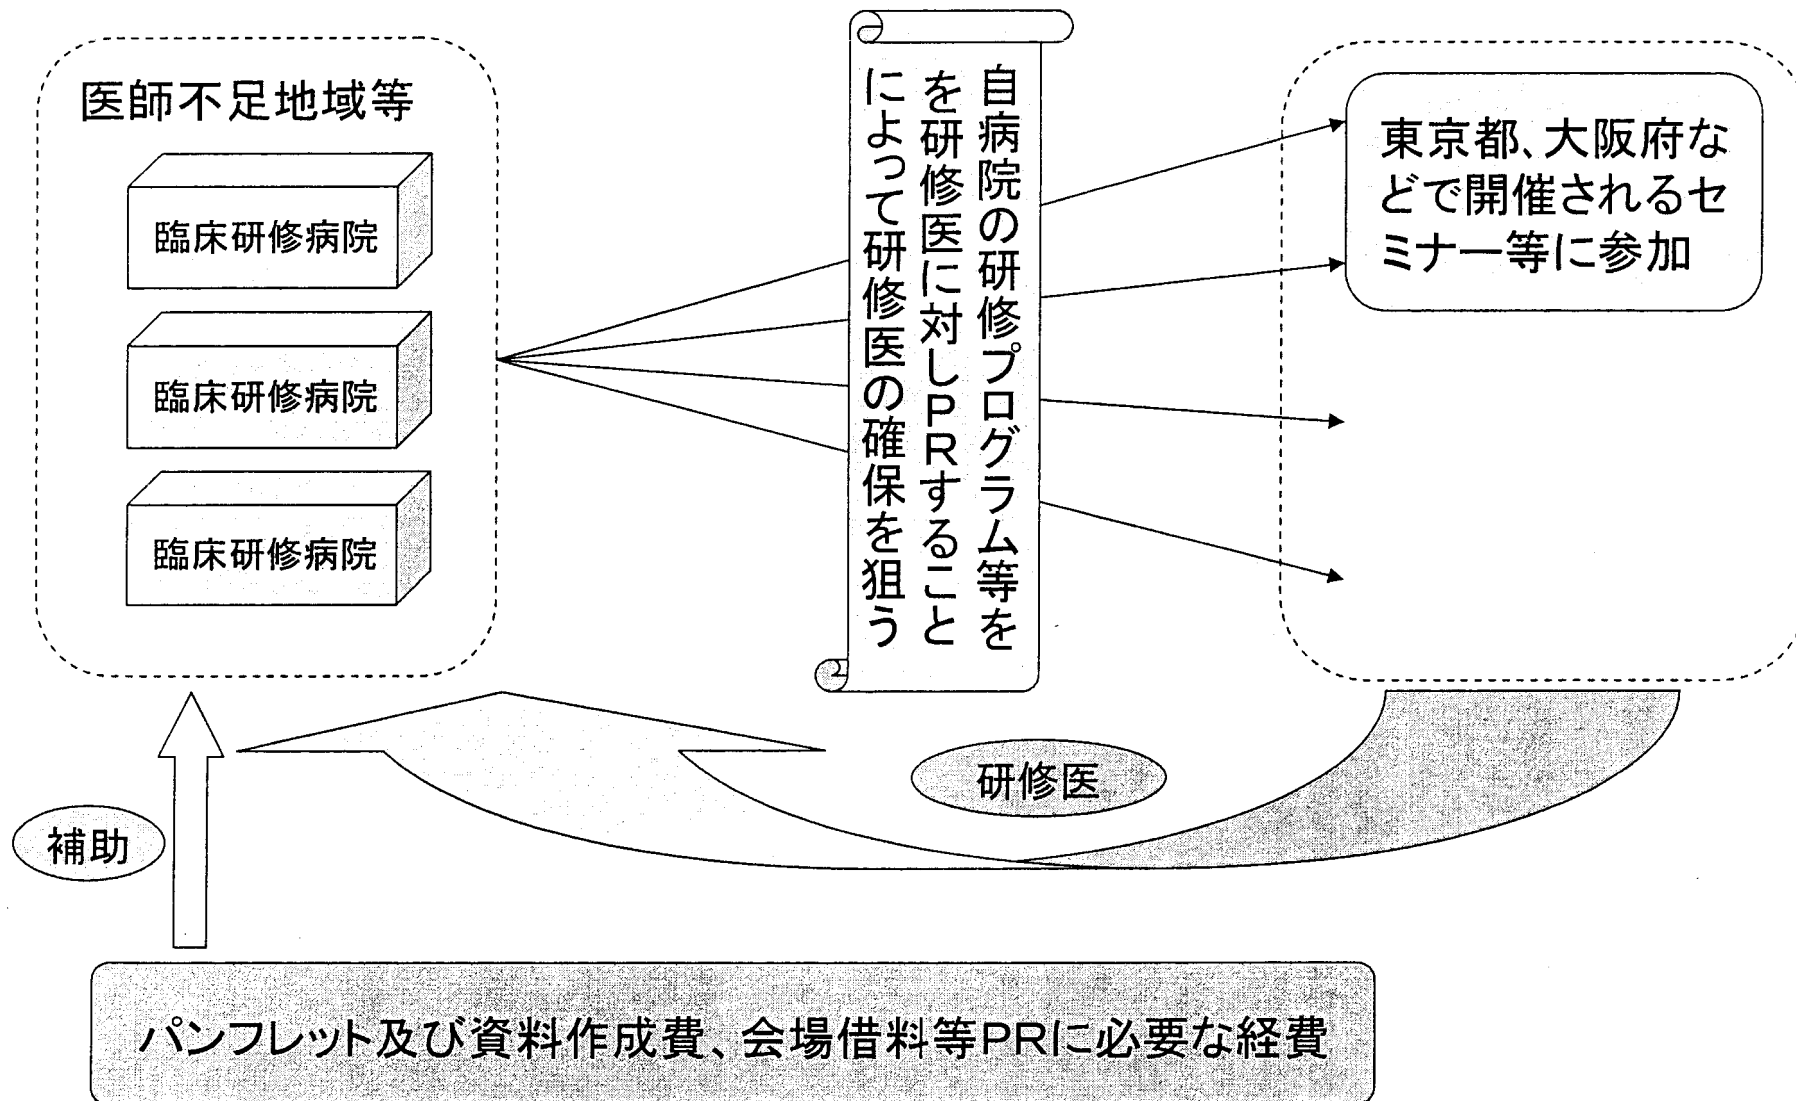 医師不足地域等
臨床研修病院
臨床研修病院
臨床研修病院
自病院の研修プログラム等を
を研修医に対しPRすること
によって研修医の確保を狙う
東京都、大阪府な
どで開催されるセ
ミナー等に参加
研修医
補助
パンフレット及び資料作成費、会場借料等PRに必要な経費